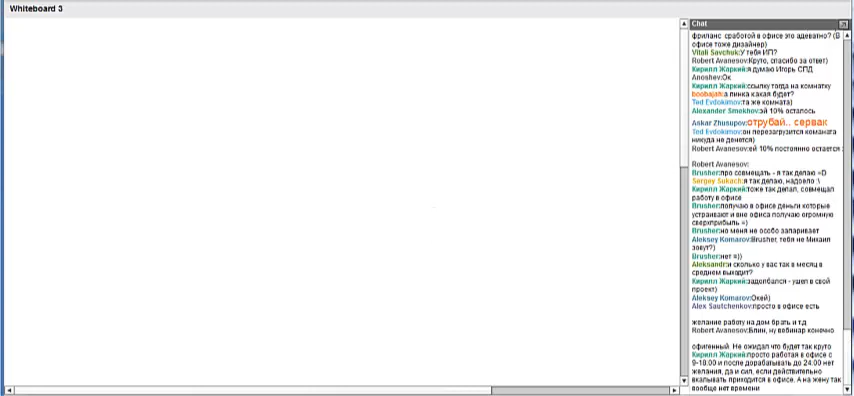 Whiteboard 3
Chat
фриланс сработой в офисе это адеватно? (В
офисе тоже дизайнер)
Vitali Savchuk:У тебя ИП?
Robert Avanesov:Круто, спасибо за ответ)
Кирилл Жаркий:я думаю Игорь СПД
Anoshev:Ок
Кирилл Жаркий:ссылку тогда на комнатку
boobajah:а линка какая будет?
Ted Evdokimov:та же комната)
Alexander Smekhov:эй 10% осталось
Askar Zhusupov:отрубай.. сервак
Ted Evdokimov:он перезагрузится команата
никуда не денется)
Robert Avanesov:ей 10% постоянно остается
Robert Avanesov:
Brusher:про совмещать - я так делаю =D
Sergey Sukach:я так делаю, надоело :\
Кирилл Жаркий:тоже так делал, совмещал
работу в офисе
Brusher:получаю в офисе деньги которые
устраивают и вне офиса получаю огромную
сверхприбыль =)
Brusher:но меня не особо запаривает
Aleksey Komarov:Brusher, тебя не Михаил
зовут?)
Brusher:нет =))
Aleksandr:и сколько у вас так в месяц в
среднем выходит?
Кирилл Жаркий:задолбался - ушел в свой
проект)
Aleksey Komarov:Окей)
Alex Sautchenkov:просто в офисе есть
желание работу на дом брать и т.д
Robert Avanesov:Блин, ну вебинар конечно
офигенный. Не ожидал что будет так круто
Кирилл Жаркий:просто работая в офисе с
9-18.00 и после дорабатывать до 24.00 нет
желания, да и сил, если действительно
вкалывать приходится в офисе. А на жену так
вообще нет времени